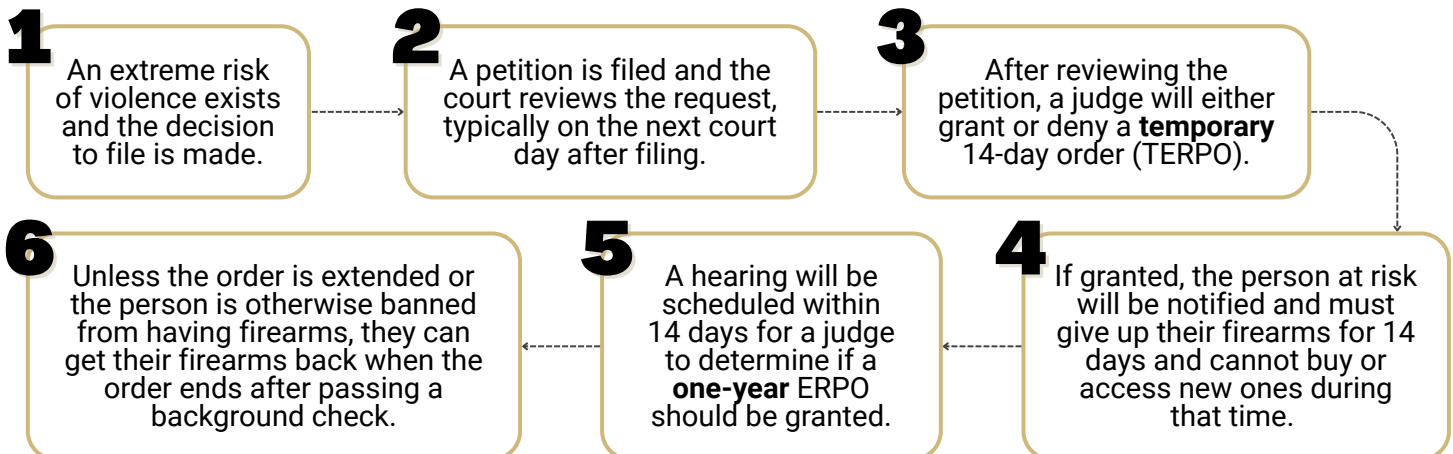 1
An extreme risk
of violence exists
and the decision
to file is made.
2
A petition is filed and the
court reviews the request,
typically on the next court
day after filing.
3
After reviewing the
petition, a judge will either
grant or deny a temporary
14-day order (TERPO).
4
If granted, the person at risk
will be notified and must
give up their firearms for 14
days and cannot buy or
access new ones during
that time.
5
A hearing will be
scheduled within
14 days for a judge
to determine if a
one-year ERPO
should be granted.
6
Unless the order is extended or
the person is otherwise banned
from having firearms, they can
get their firearms back when the
order ends after passing a
background check.